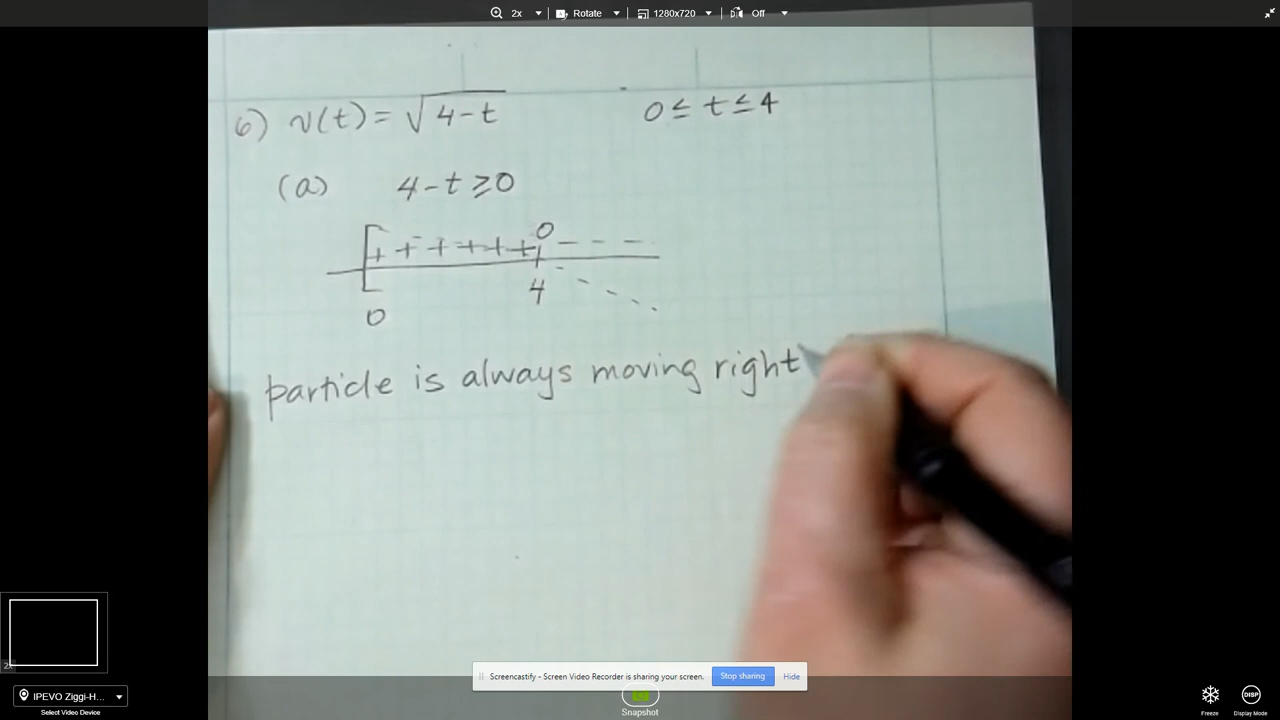 2x Rotate 1280x720 Off
6) v(t) = √4-t 0 ≤ t ≤ 4
(a) 4-t ≥ 0
[+ + + + + + 0 - - -
0 4
particle is always moving right
2x
IPEVO Ziggi-H...
Select Video Device
Screencastify - Screen Video Recorder is sharing your screen. Stop sharing Hide
Snapshot
Freeze
DISP
Display Mode